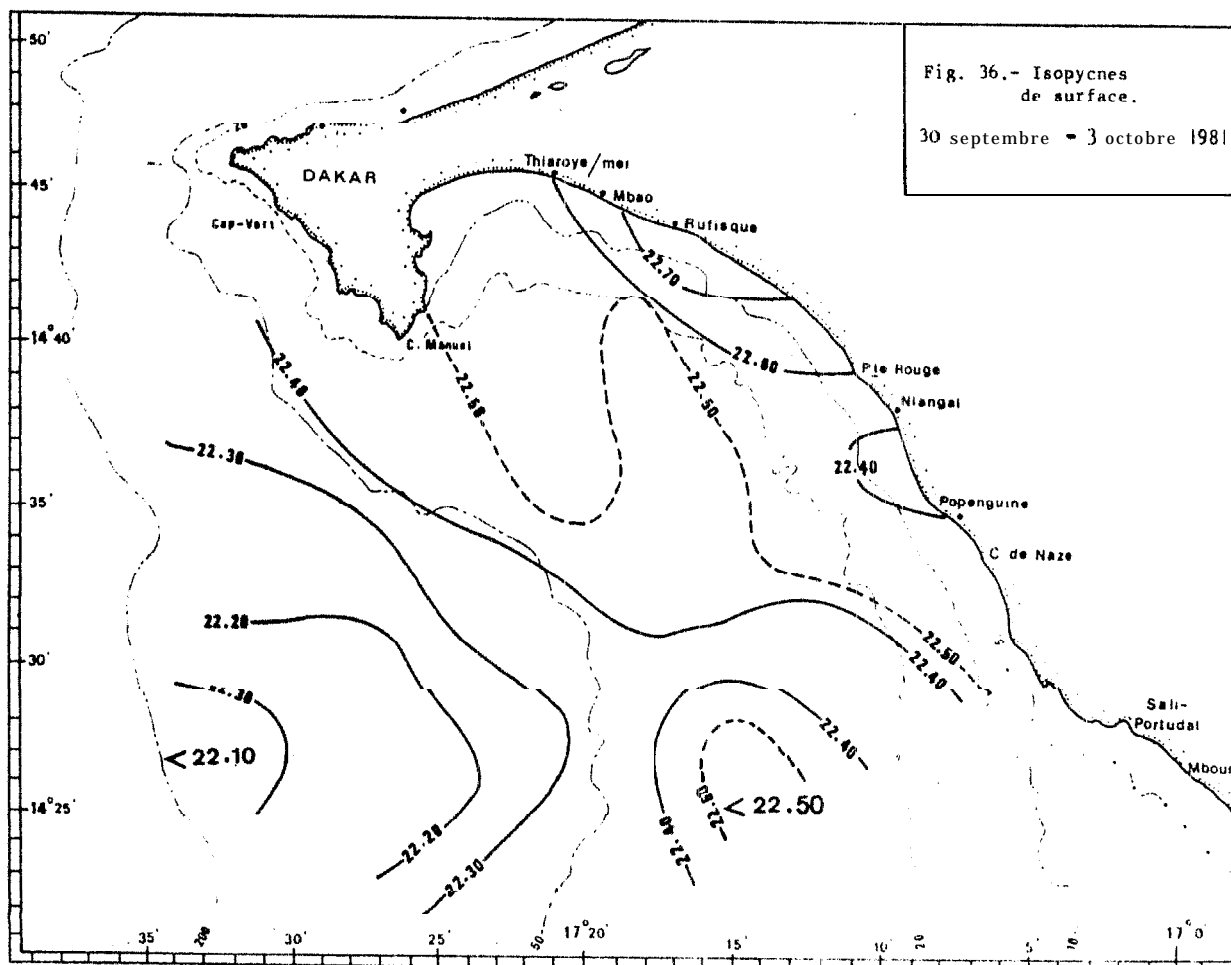 50'
Fig. 36.- Isopycnes
de surface.
30 septembre - 3 octobre 1981
DAKAR
Thiaroye/mer
45'
Mbao
Rufisque
Cap-Vert
22.70
14°40'
C. Manuel
22.60
Pte Rouge
22.40
22.50
22.50
Niangal
22.30
22.40
35'
Popenguine
C de Naze
22.20
22.50
30'
22.40
Sali-
Portudal
22.40
< 22.10
Mbour
14°25'
< 22.50
22.20
22.40
22.30
35'
200
30'
25'
50
17°20'
15'
10'
20
5'
10
17°0'